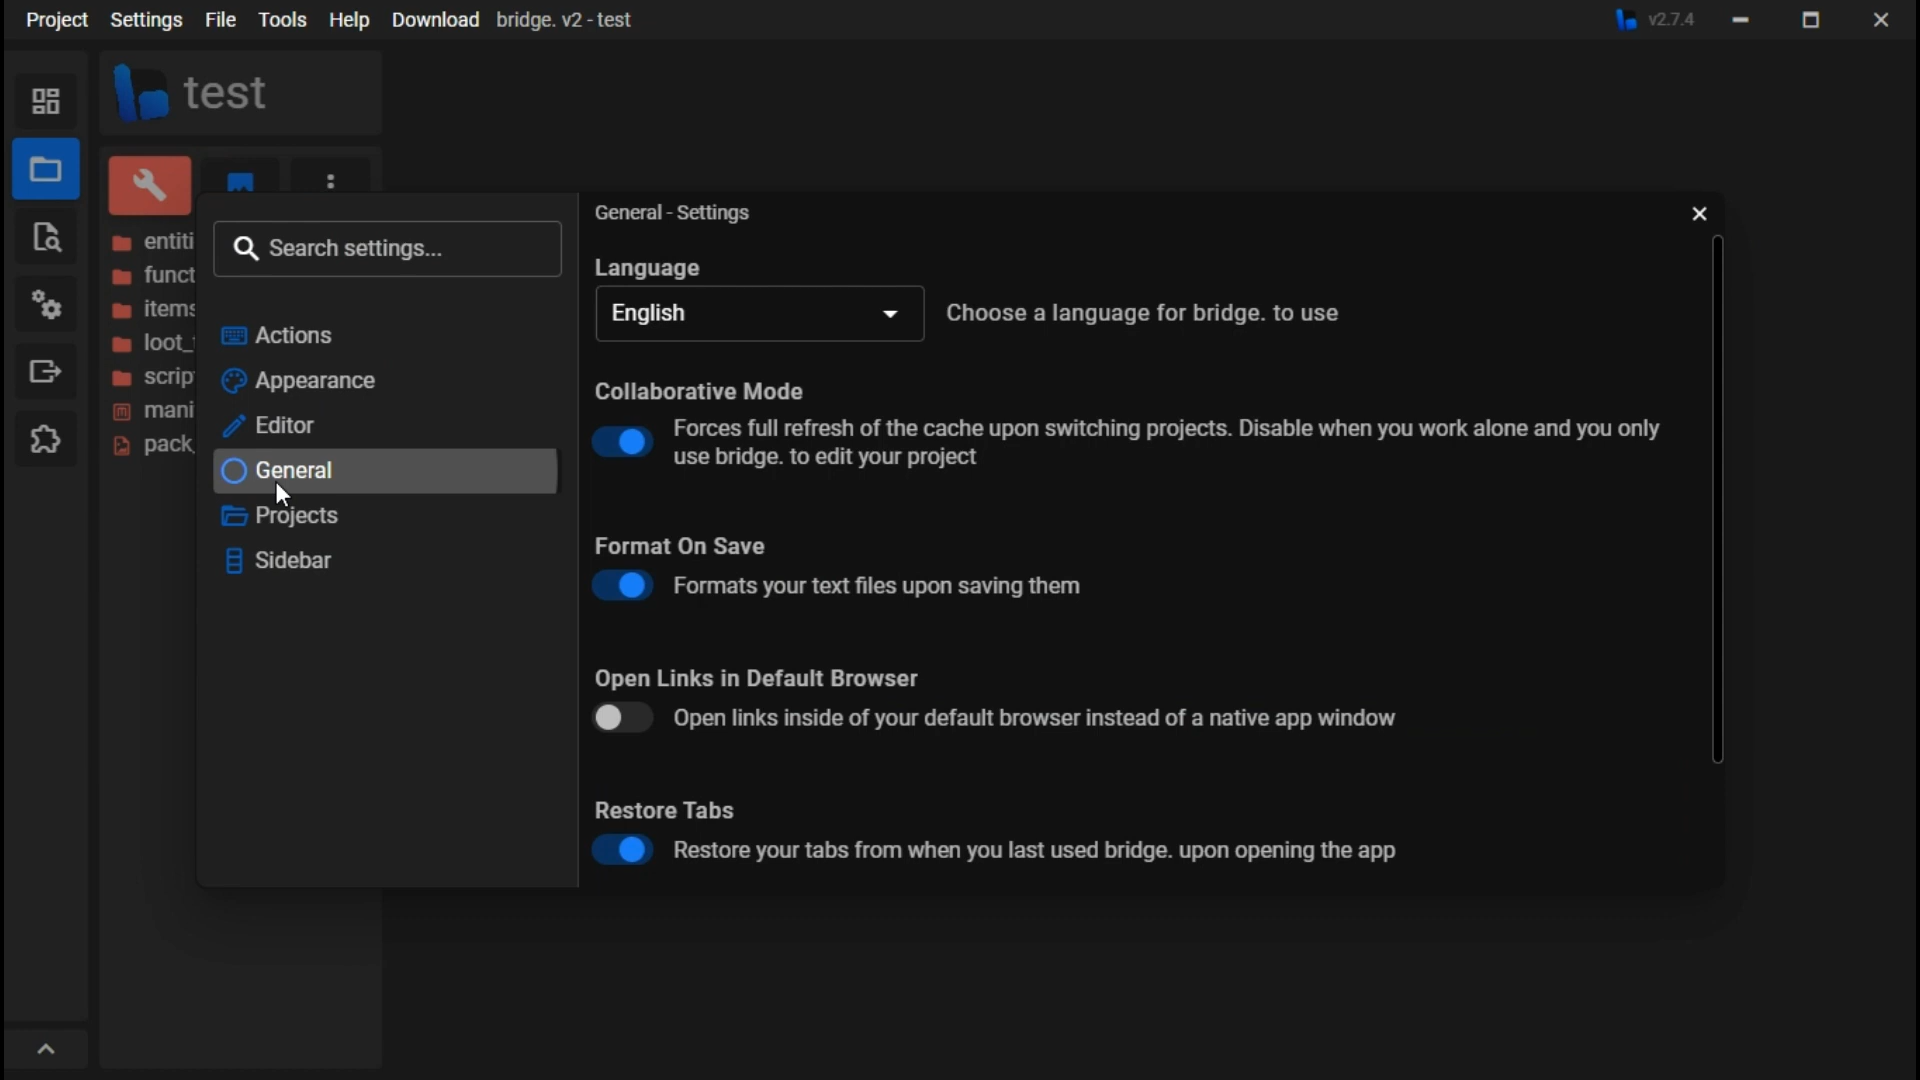 Project Settings File Tools Help Download bridge. v2 - test v2.7.4
test
entiti
funct
items
loot_
scrip
mani
pack_
Search settings...
Actions
Appearance
Editor
General
Projects
Sidebar
General - Settings
Language
English
Choose a language for bridge. to use
Collaborative Mode
Forces full refresh of the cache upon switching projects. Disable when you work alone and you only
use bridge. to edit your project
Format On Save
Formats your text files upon saving them
Open Links in Default Browser
Open links inside of your default browser instead of a native app window
Restore Tabs
Restore your tabs from when you last used bridge. upon opening the app